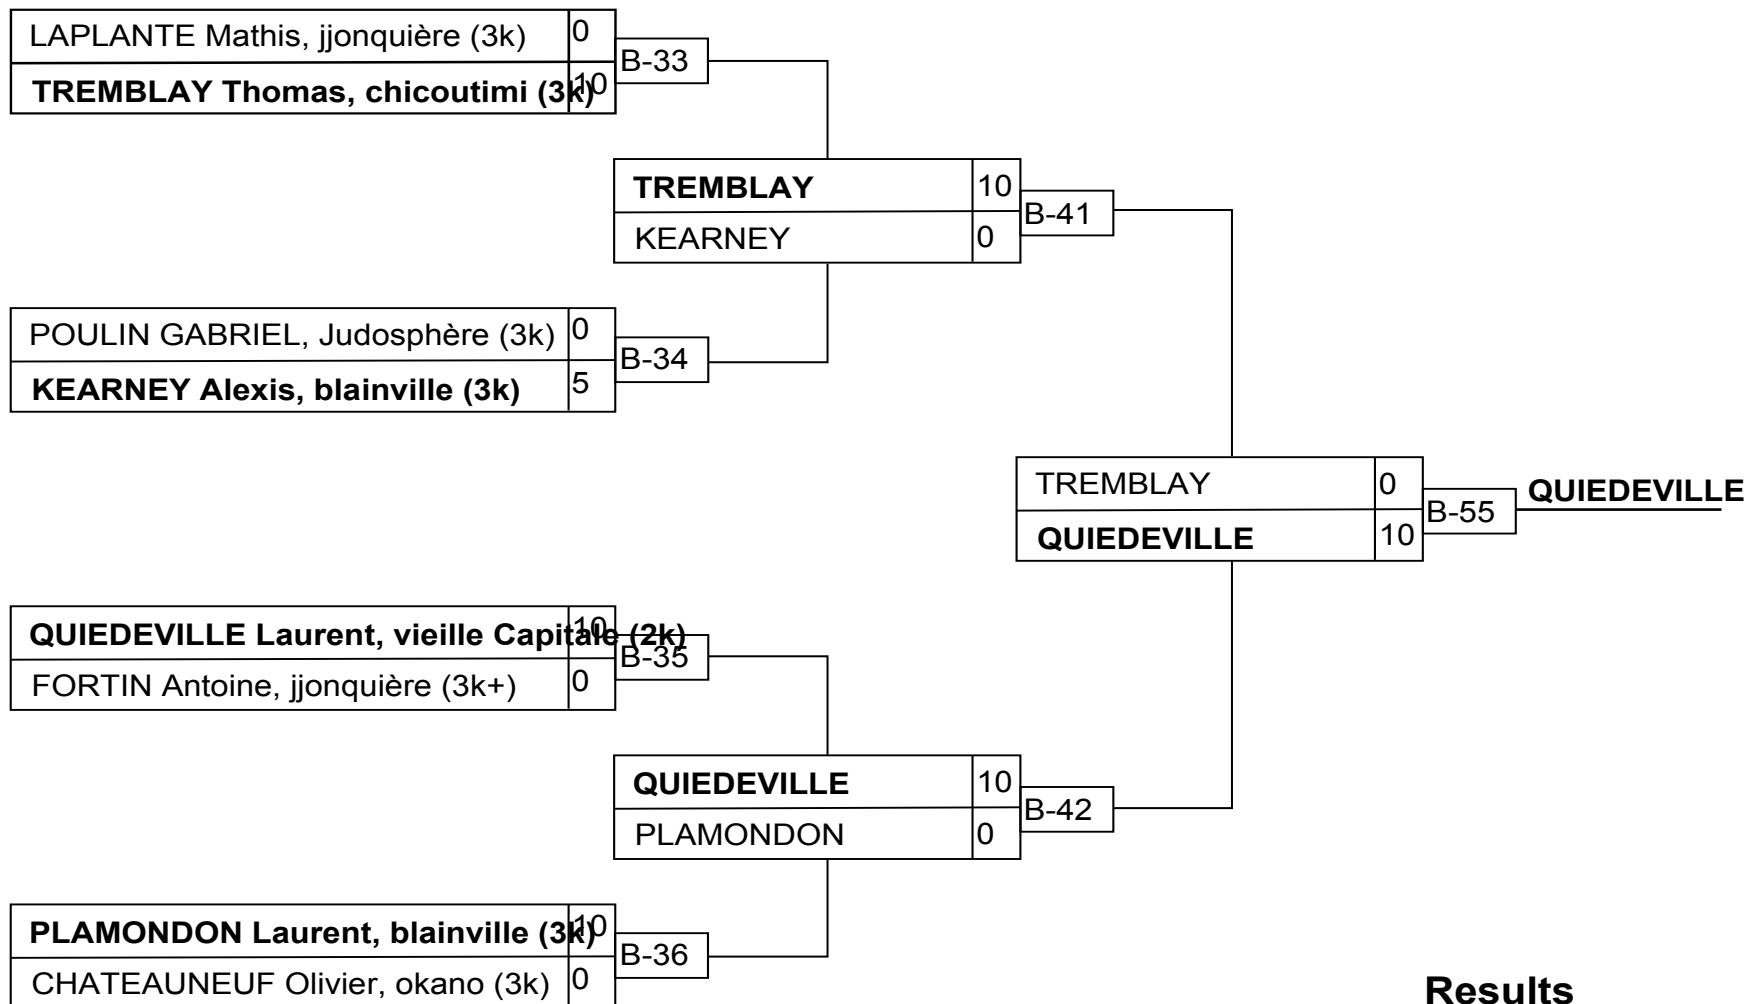 LAPLANTE Mathis, jjonquière (3k) 0
B-33
TREMBLAY Thomas, chicoutimi (3k) 10
TREMBLAY 10
B-41
KEARNEY 0
POULIN GABRIEL, Judosphère (3k) 0
B-34
KEARNEY Alexis, blainville (3k) 5
TREMBLAY 0
B-55 QUIEDEVILLE
QUIEDEVILLE 10
QUIEDEVILLE Laurent, vieille Capitale (2k) 10
B-35
FORTIN Antoine, jjonquière (3k+) 0
QUIEDEVILLE 10
B-42
PLAMONDON 0
PLAMONDON Laurent, blainville (3k) 10
B-36
CHATEAUNEUF Olivier, okano (3k) 0
Results